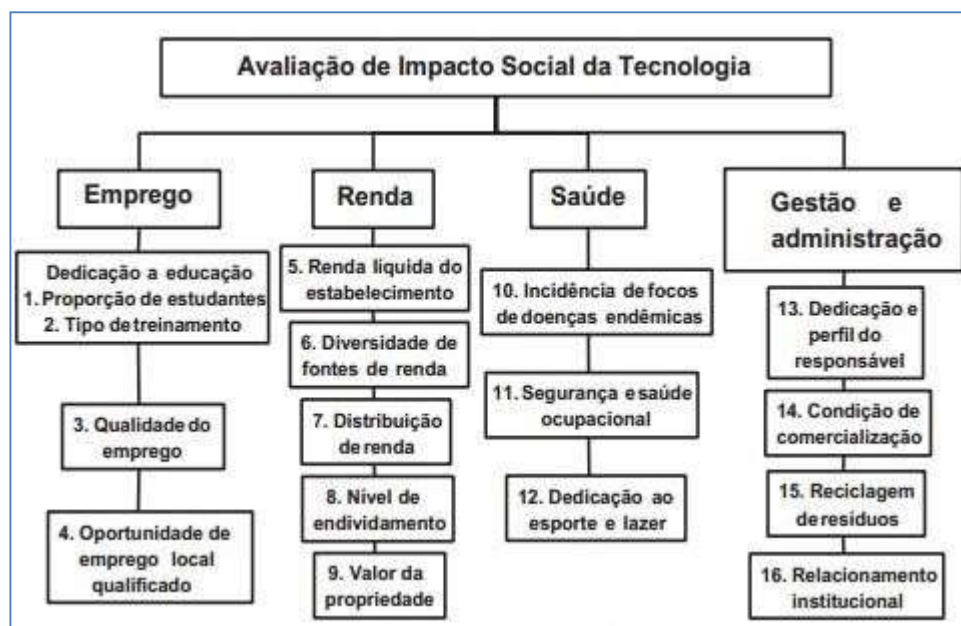 Avaliação de Impacto Social da Tecnologia
Emprego
Dedicação a educação
1. Proporção de estudantes
2. Tipo de treinamento
3. Qualidade do
emprego
4. Oportunidade de
emprego local
qualificado
Renda
5. Renda líquida do
estabelecimento
6. Diversidade de
fontes de renda
7. Distribuição
de renda
8. Nível de
endividamento
9. Valor da
propriedade
Saúde
10. Incidência de focos
de doenças endêmicas
11. Segurança e saúde
ocupacional
12. Dedicação ao
esporte e lazer
Gestão e
administração
13. Dedicação e
perfil do
responsável
14. Condição de
comercialização
15. Reciclagem
de resíduos
16. Relacionamento
institucional